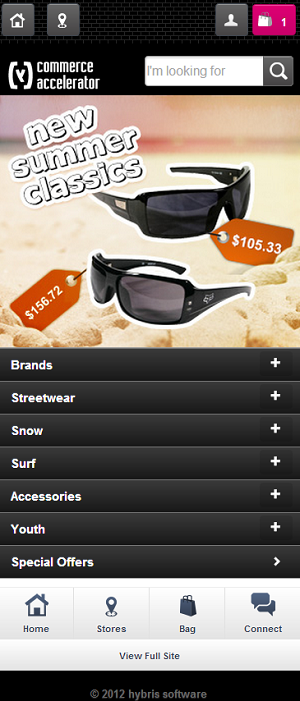 1
(y) commerce
accelerator
I'm looking for
new
summer
classics
$105.33
$156.72
Brands
Streetwear
Snow
Surf
Accessories
Youth
Special Offers
Home
Stores
Bag
Connect
View Full Site
© 2012 hybris software